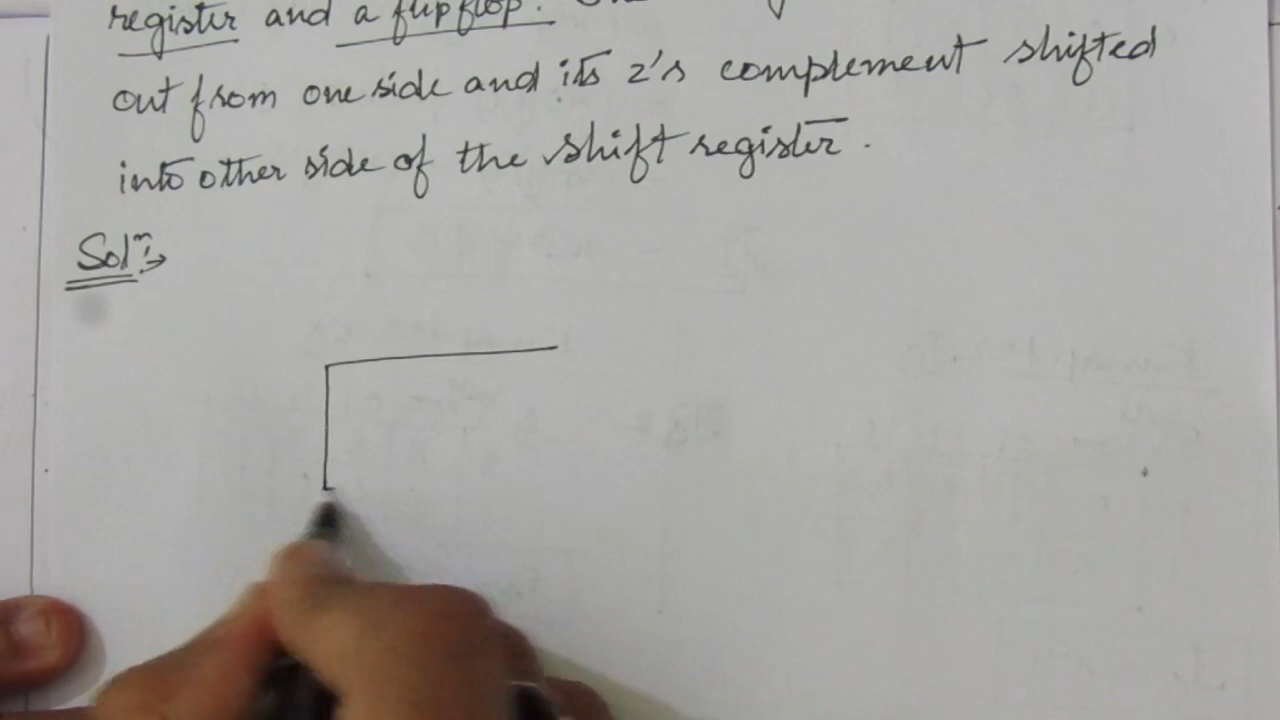 register and a flipflop.
out from one side and its 2's complement shifted
into other side of the shift register.
Solⁿ:→